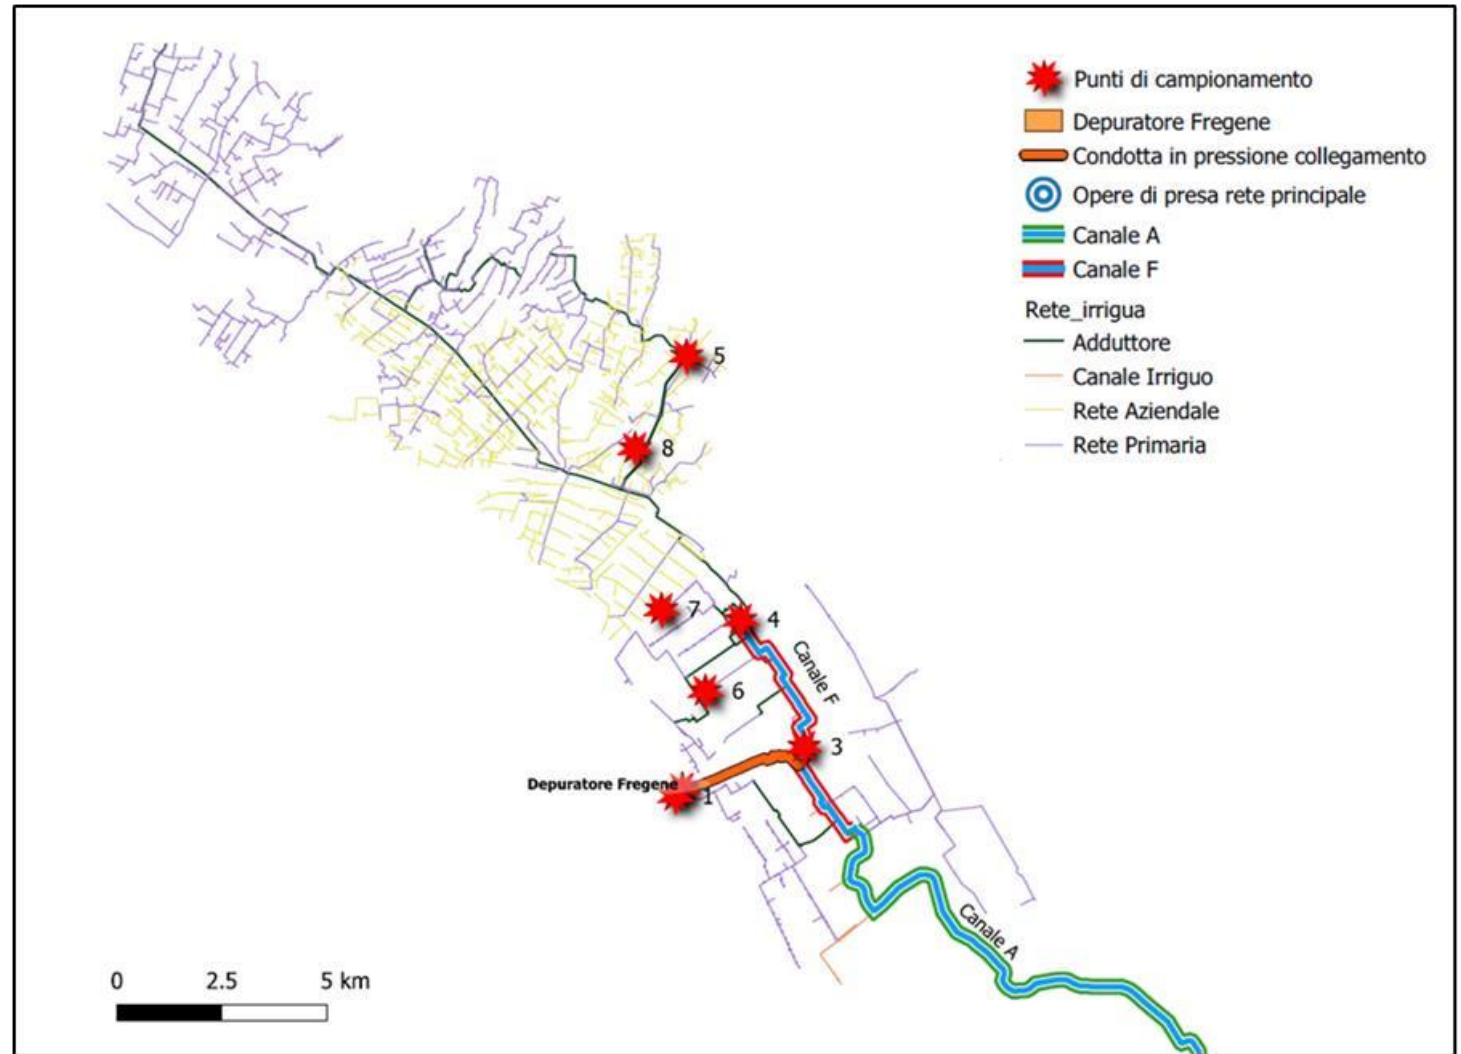 Punti di campionamento
Depuratore Fregene
Condotta in pressione collegamento
Opere di presa rete principale
Canale A
Canale F
Rete_irrigua
Adduttore
Canale Irriguo
Rete Aziendale
Rete Primaria
5
8
7
4
Canale F
6
3
Depuratore Fregene
1
Canale A
0 2.5 5 km